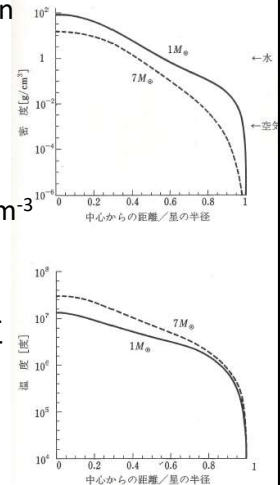 n
10²
1
10⁻²
10⁻⁴
10⁻⁶
密 度[g/cm³]
1M⊙
7M⊙
←水
←空気
0 0.2 0.4 0.6 0.8 1
中心からの距離／星の半径
m⁻³
10⁸
10⁷
10⁶
10⁵
10⁴
温 度 [度]
7M⊙
1M⊙
0 0.2 0.4 0.6 0.8 1
中心からの距離／星の半径